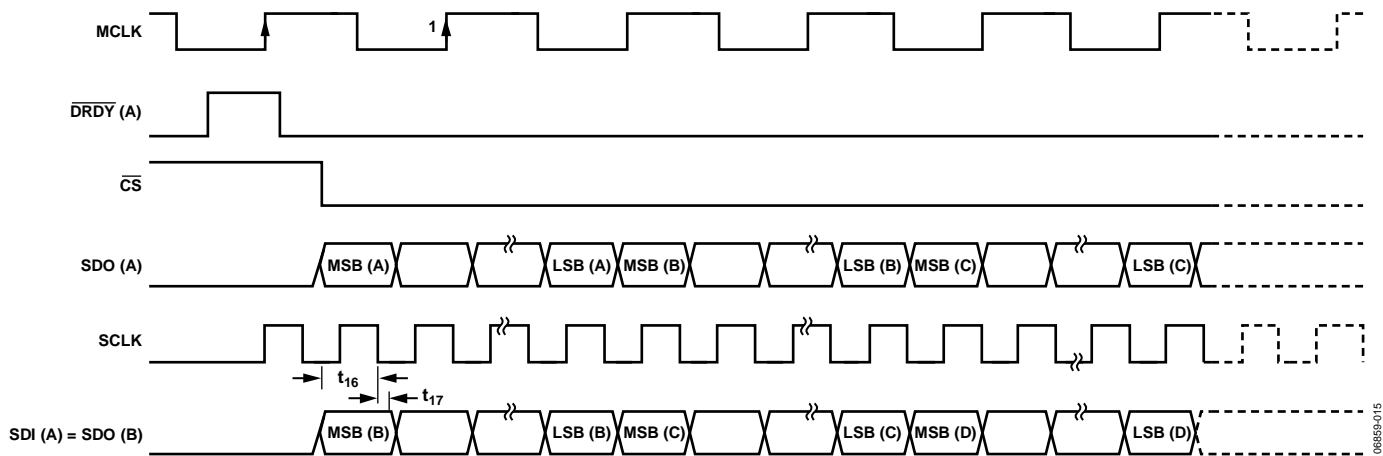 MCLK
1
DRDY (A)
CS
SDO (A)
MSB (A) LSB (A) MSB (B) LSB (B) MSB (C) LSB (C)
SCLK
t16
t17
SDI (A) = SDO (B)
MSB (B) LSB (B) MSB (C) LSB (C) MSB (D) LSB (D)
06859-015